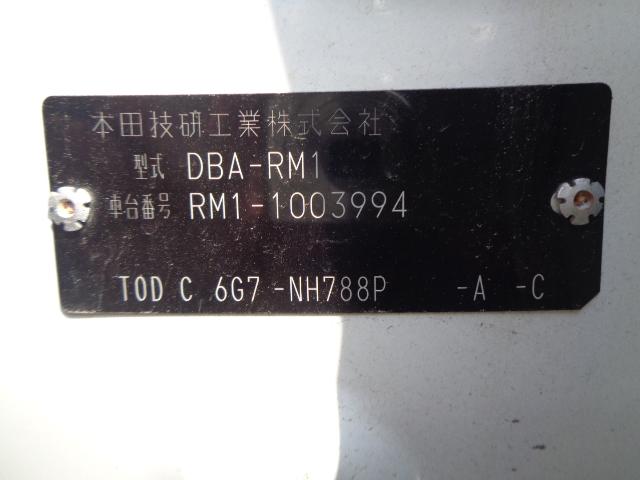 本田技研工業株式会社
型式 DBA-RM1
車台番号 RM1-1003994
TOD C 6G7 -NH788P -A -C